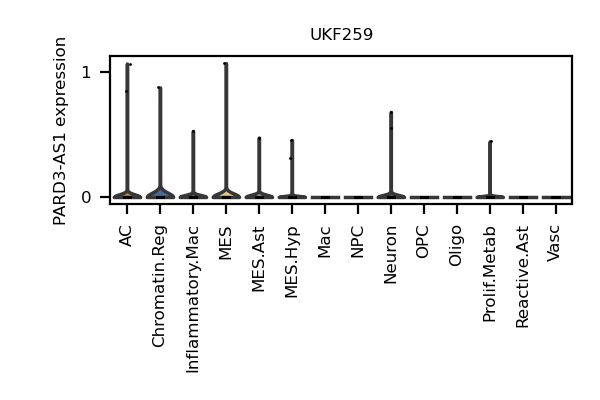 UKF259
PARD3-AS1 expression
1
0
AC
Chromatin.Reg
Inflammatory.Mac
MES
MES.Ast
MES.Hyp
Mac
NPC
Neuron
OPC
Oligo
Prolif.Metab
Reactive.Ast
Vasc